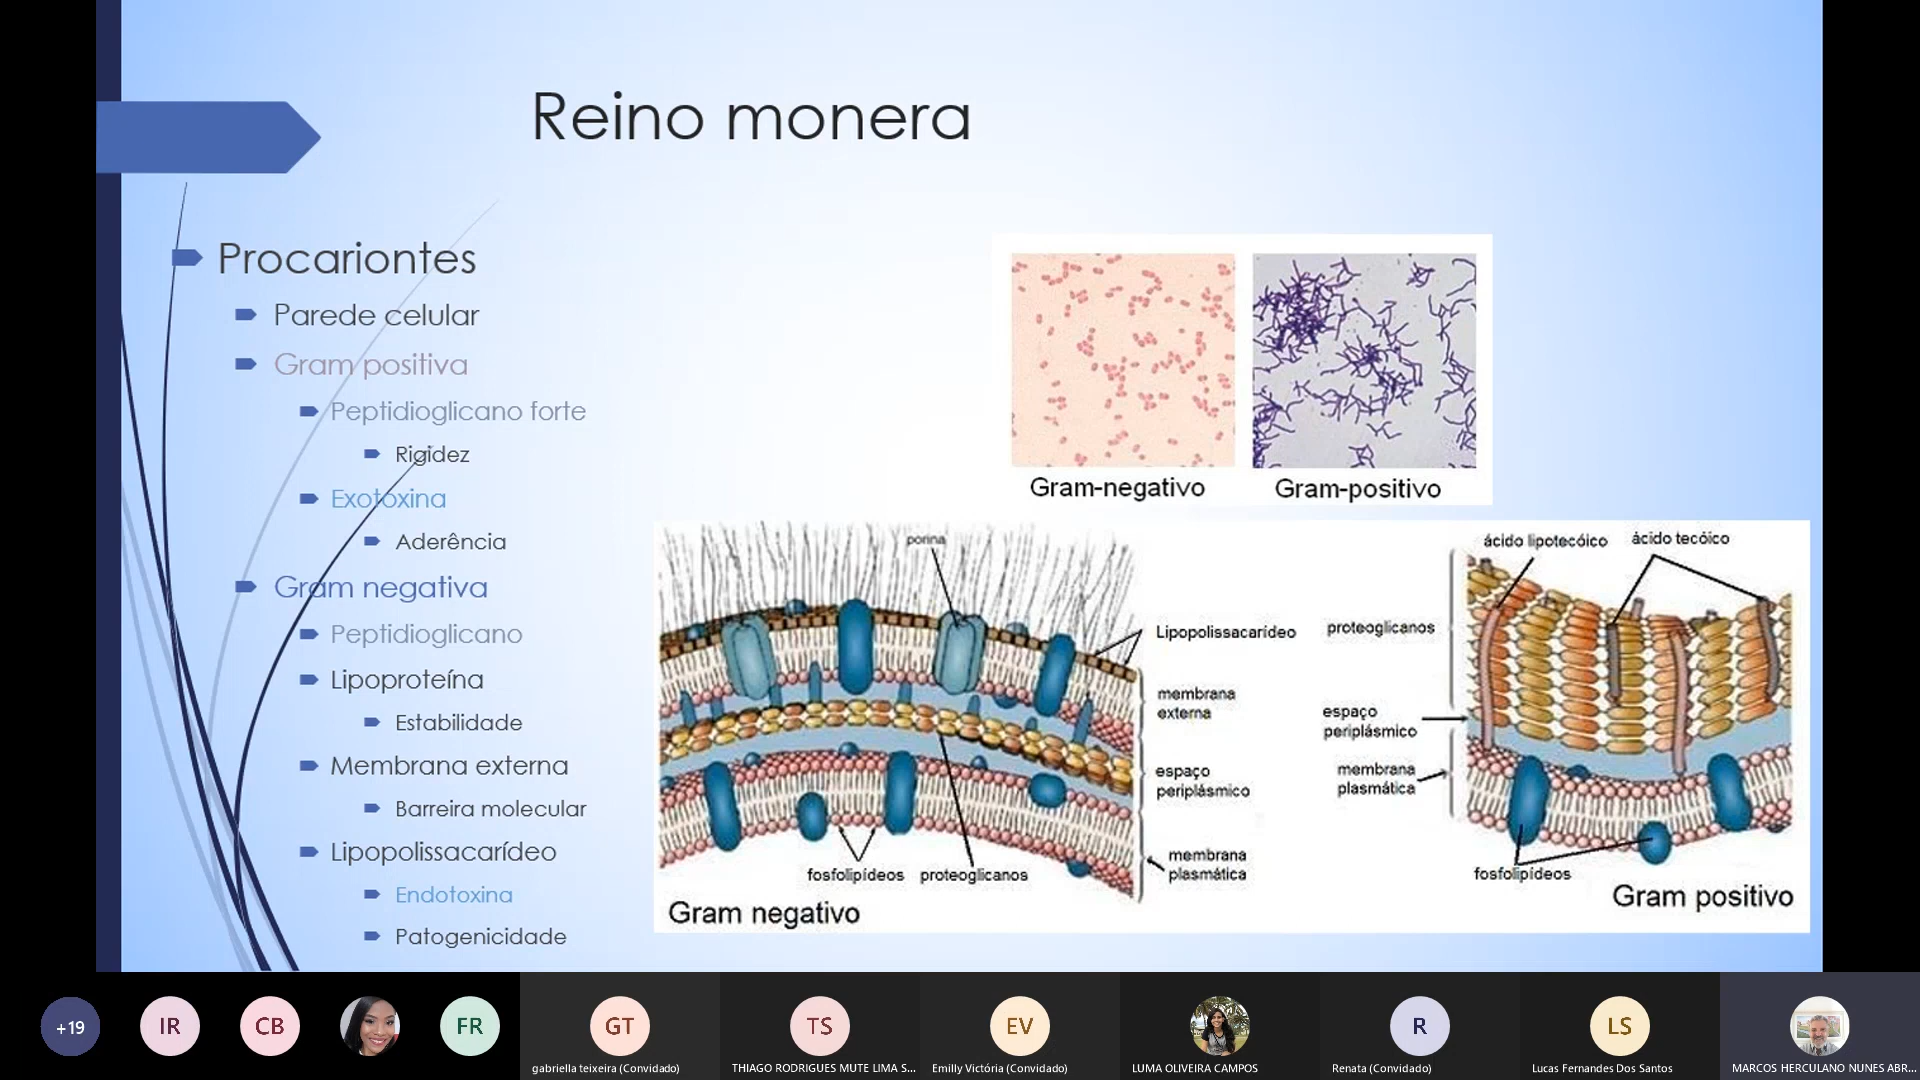 Reino monera
Procariontes
Parede celular
Gram positiva
Peptidioglicano forte
Rigidez
Exotoxina
Aderência
Gram negativa
Peptidioglicano
Lipoproteína
Estabilidade
Membrana externa
Barreira molecular
Lipopolissacarídeo
Endotoxina
Patogenicidade
Gram-negativo
Gram-positivo
porina
Lipopolissacarídeo
membrana
externa
espaço
periplásmico
membrana
plasmática
fosfolipídeos
proteoglicanos
Gram negativo
ácido lipotecóico
ácido tecóico
proteoglicanos
espaço
periplásmico
membrana
plasmática
fosfolipídeos
Gram positivo
+19
IR
CB
FR
GT
gabriella teixeira (Convidado)
TS
THIAGO RODRIGUES MUTE LIMA S...
EV
Emilly Victória (Convidado)
LUMA OLIVEIRA CAMPOS
R
Renata (Convidado)
LS
Lucas Fernandes Dos Santos
MARCOS HERCULANO NUNES ABR...